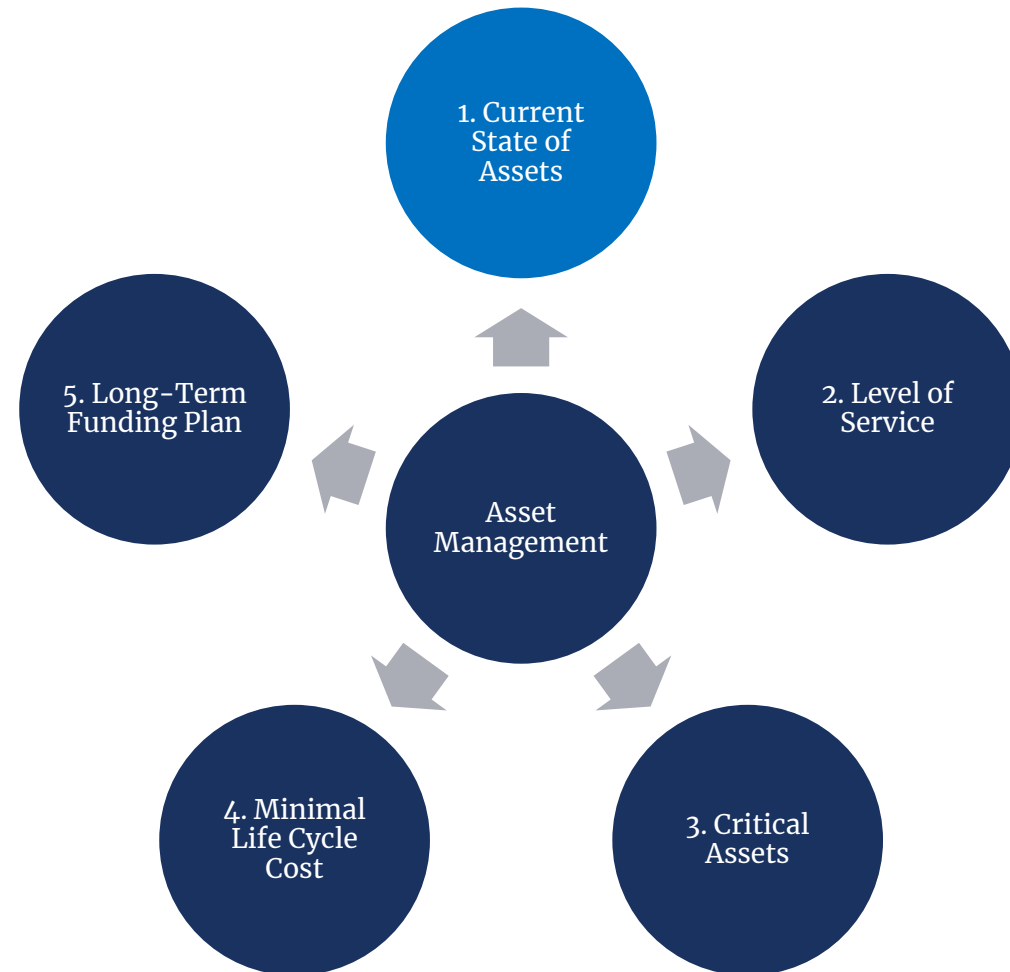 1. Current
State of
Assets
2. Level of
Service
3. Critical
Assets
4. Minimal
Life Cycle
Cost
5. Long-Term
Funding Plan
Asset
Management